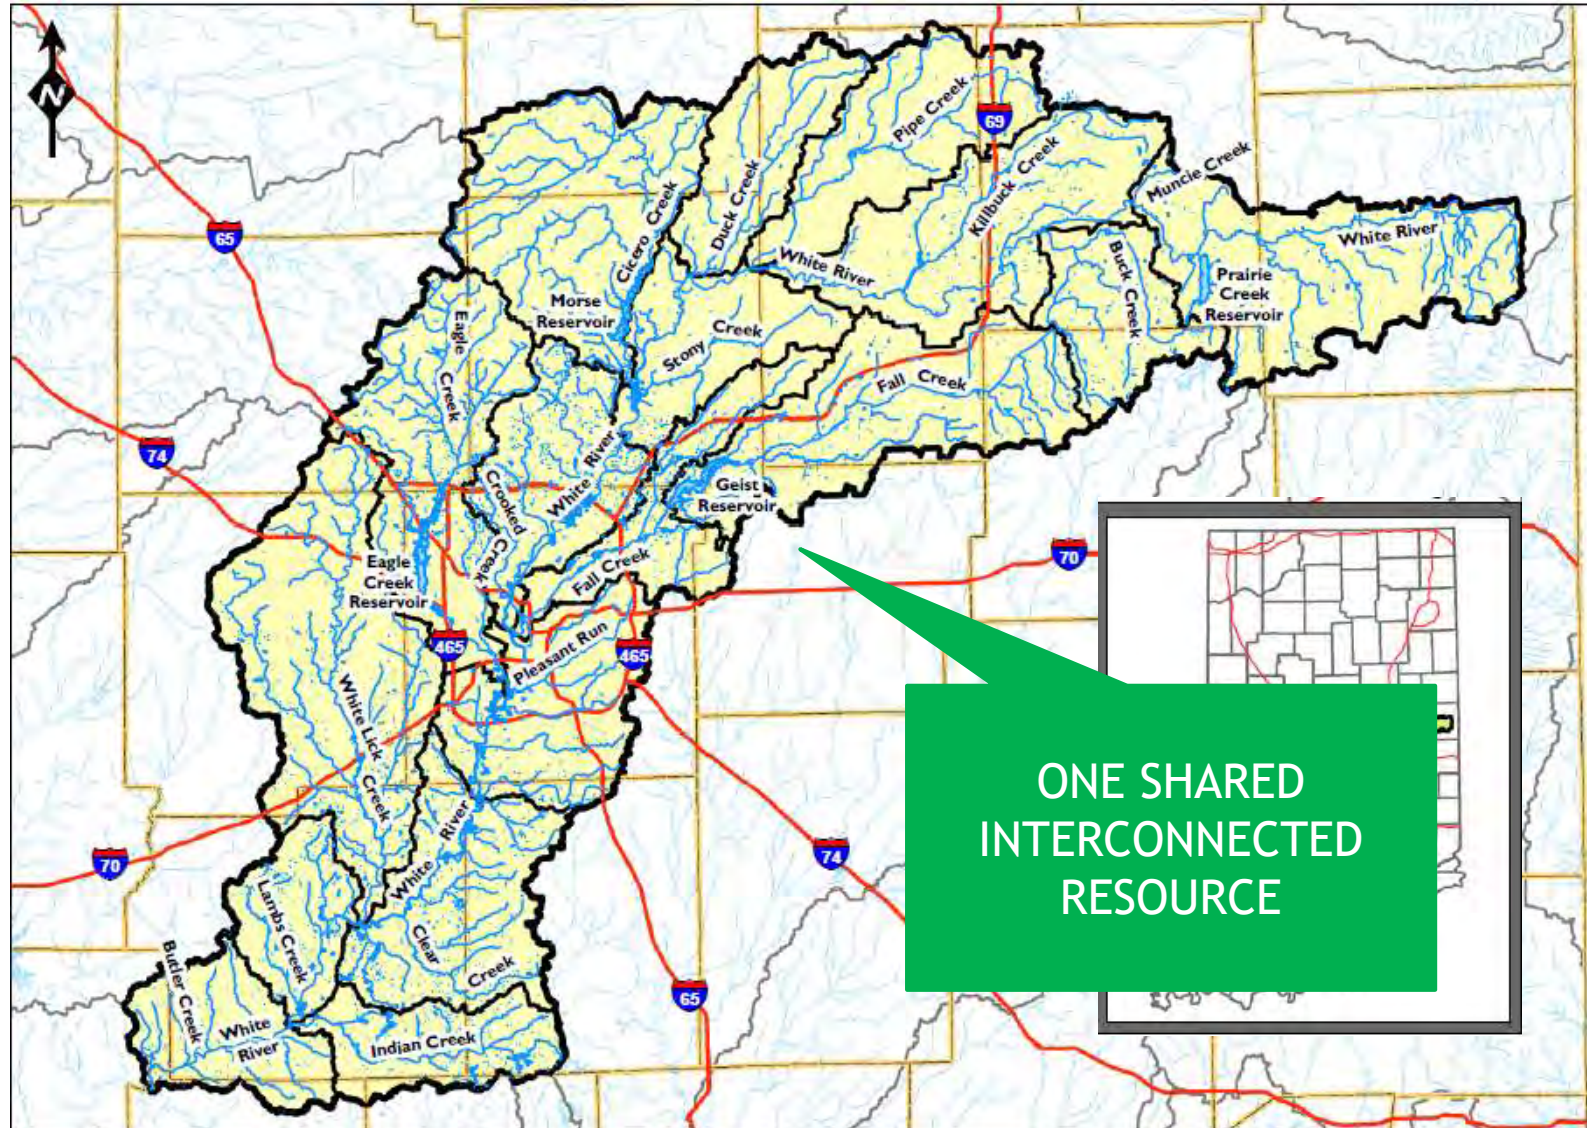 N
69
Pipe Creek
Killbuck Creek
Muncie Creek
65
Cicero Creek
Duck Creek
White River
White River
Buck Creek
Prairie
Creek
Reservoir
Morse
Reservoir
Eagle
Creek
Stony Creek
Fall Creek
74
Crooked
Creek
White River
Geist
Reservoir
Eagle
Creek
Reservoir
Fall Creek
70
465
Pleasant Run
465
White Lick
Creek
ONE SHARED
INTERCONNECTED
RESOURCE
70
White
River
74
Lambs Creek
Clear
Creek
Butler Creek
65
White
River
Indian Creek